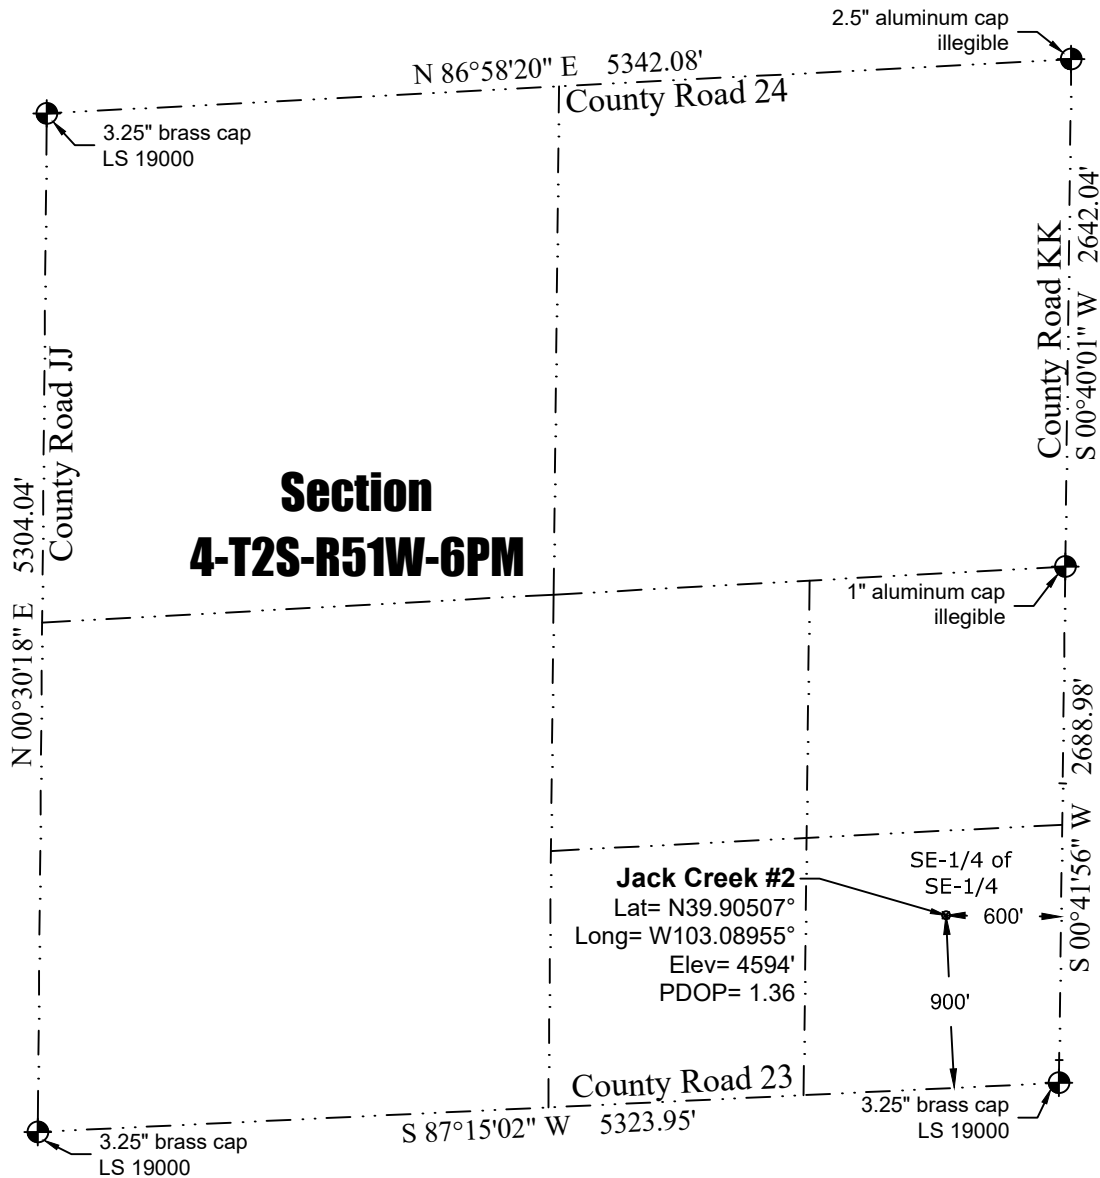 2.5" aluminum cap
illegible
N 86°58'20" E 5342.08'
County Road 24
3.25" brass cap
LS 19000
County Road KK
S 00°40'01" W 2642.04'
County Road JJ
N 00°30'18" E 5304.04'
Section
4-T2S-R51W-6PM
1" aluminum cap
illegible
S 00°41'56" W 2688.98'
SE-1/4 of
SE-1/4
Jack Creek #2
Lat= N39.90507°
Long= W103.08955°
Elev= 4594'
PDOP= 1.36
600'
900'
County Road 23
S 87°15'02" W 5323.95'
3.25" brass cap
LS 19000
3.25" brass cap
LS 19000